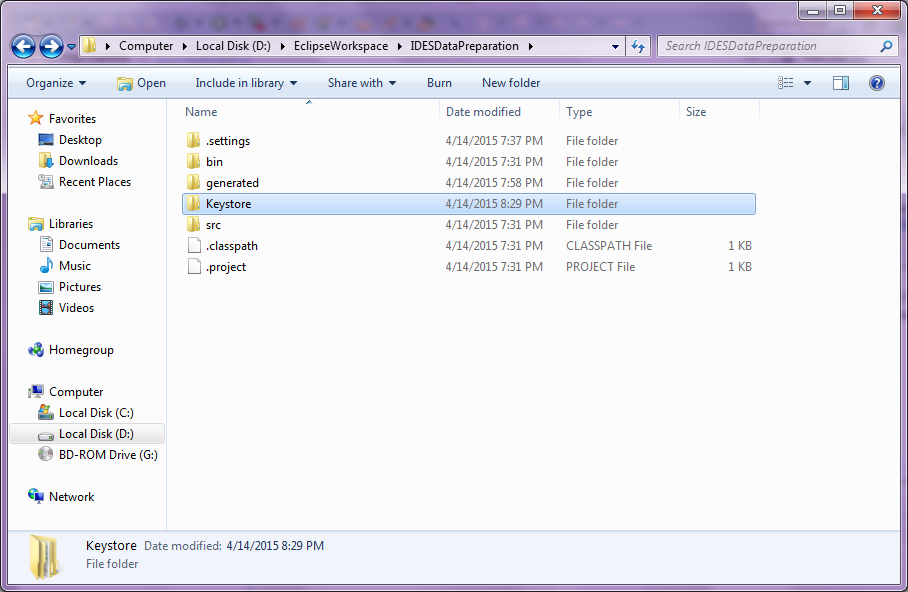 Computer Local Disk (D:) EclipseWorkspace IDESDataPreparation Search IDESDataPreparation
Organize Open Include in library Share with Burn New folder
Favorites
Desktop
Downloads
Recent Places
Libraries
Documents
Music
Pictures
Videos
Homegroup
Computer
Local Disk (C:)
Local Disk (D:)
BD-ROM Drive (G:)
Network
Name Date modified Type Size
.settings 4/14/2015 7:37 PM File folder
bin 4/14/2015 7:31 PM File folder
generated 4/14/2015 7:58 PM File folder
Keystore 4/14/2015 8:29 PM File folder
src 4/14/2015 7:31 PM File folder
.classpath 4/14/2015 7:31 PM CLASSPATH File 1 KB
.project 4/14/2015 7:31 PM PROJECT File 1 KB
Keystore Date modified: 4/14/2015 8:29 PM
File folder